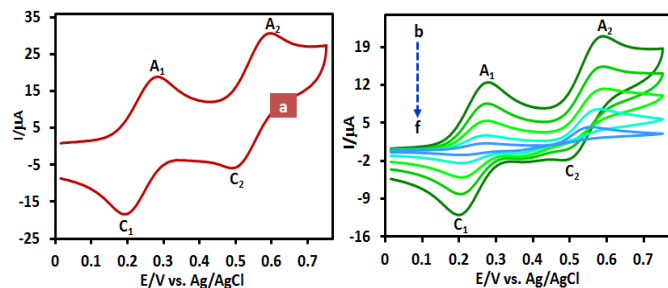 35
25
15
5
-5
-15
-25
I/µA
A₁
A₂
a
C₁
C₂
0 0.1 0.2 0.3 0.4 0.5 0.6 0.7
E/V vs. Ag/AgCl
19
12
5
-2
-9
-16
I/µA
b
f
A₁
A₂
C₁
C₂
0 0.1 0.2 0.3 0.4 0.5 0.6 0.7
E/V vs. Ag/AgCl